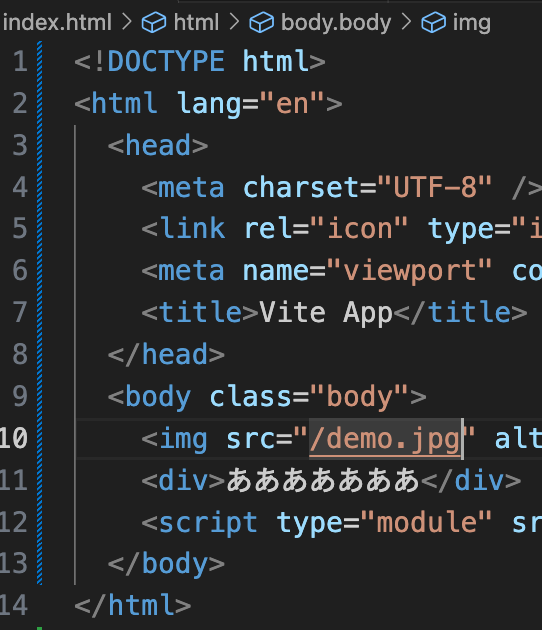 index.html > html > body.body > img
1 <!DOCTYPE html>
2 <html lang="en">
3 <head>
4 <meta charset="UTF-8" />
5 <link rel="icon" type="i
6 <meta name="viewport" co
7 <title>Vite App</title>
8 </head>
9 <body class="body">
10 <img src="/demo.jpg" alt
11 <div>あああああああ</div>
12 <script type="module" sr
13 </body>
14 </html>